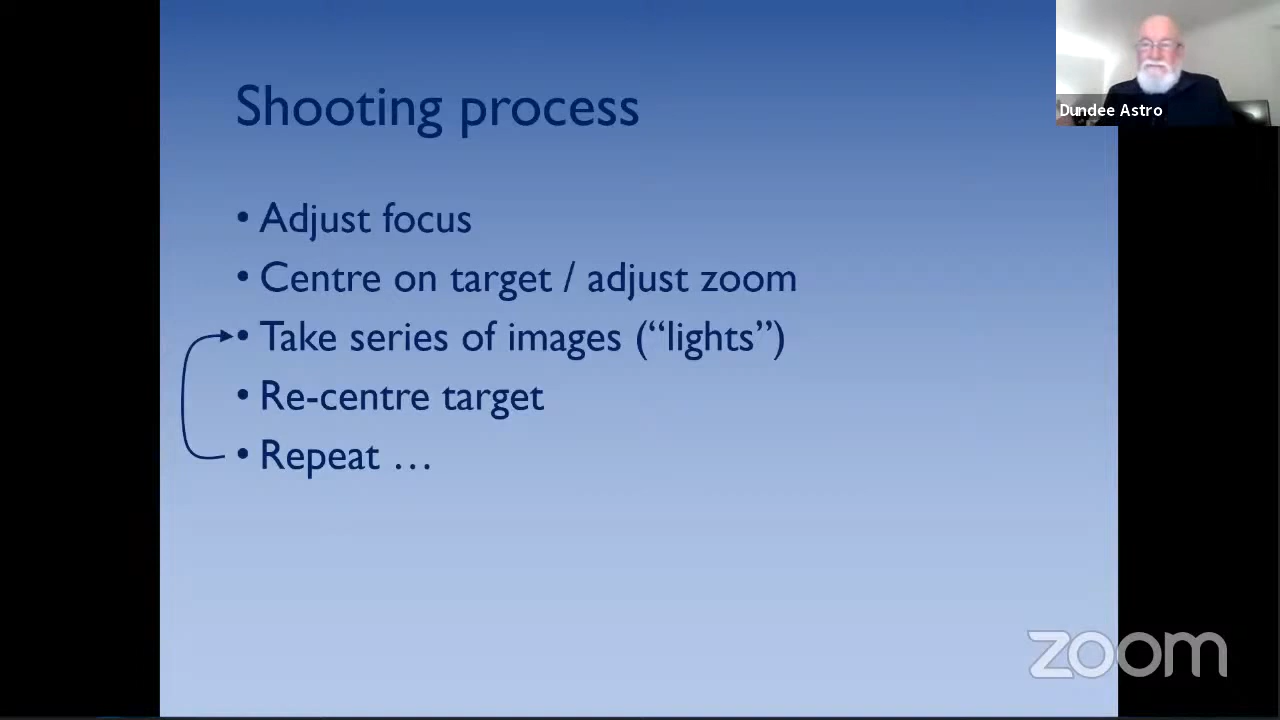 Shooting process
• Adjust focus
• Centre on target / adjust zoom
• Take series of images (“lights”)
• Re-centre target
• Repeat …
Dundee Astro
zoom